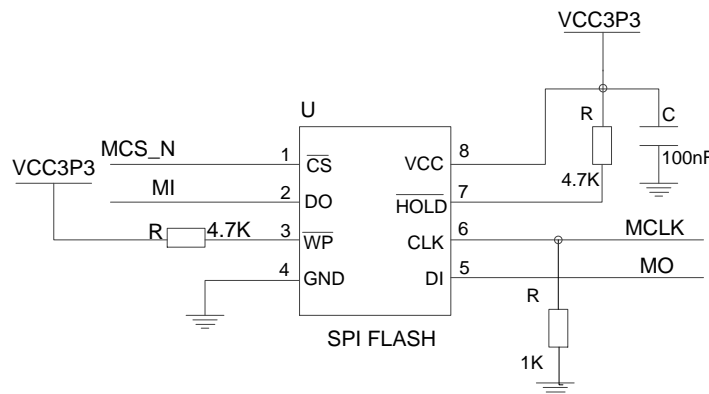 VCC3P3
U
R
C
MCS_N
1
CS
VCC
8
100nF
VCC3P3
MI
2
DO
HOLD
7
4.7K
R
4.7K
3
WP
CLK
6
MCLK
4
GND
DI
5
MO
R
SPI FLASH
1K